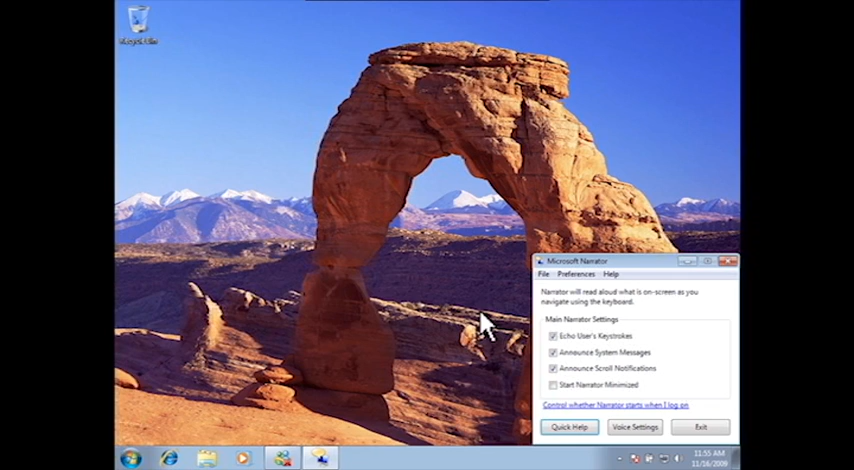 Recycle Bin
Microsoft Narrator
File Preferences Help
Narrator will read aloud what is on-screen as you
navigate using the keyboard.
Main Narrator Settings
Echo User's Keystrokes
Announce System Messages
Announce Scroll Notifications
Start Narrator Minimized
Control whether Narrator starts when I log on
Quick Help Voice Settings Exit
11:55 AM
11/16/2009